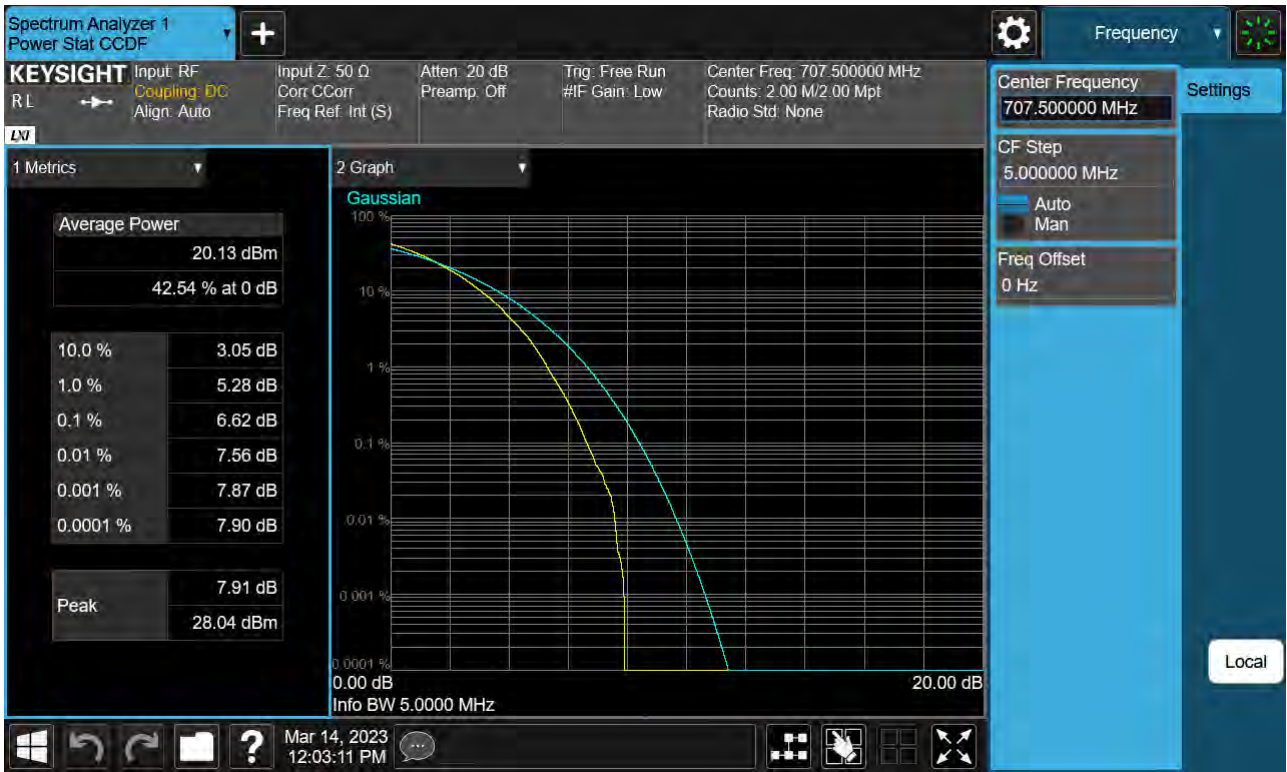 Spectrum Analyzer 1
Power Stat CCDF
Frequency
KEYSIGHT
RL
LXI
Input: RF
Coupling: DC
Align: Auto
Input Z: 50 Ω
Corr CCorr
Freq Ref: Int (S)
Atten: 20 dB
Preamp: Off
Trig: Free Run
#IF Gain: Low
Center Freq: 707.500000 MHz
Counts: 2.00 M/2.00 Mpt
Radio Std: None
Center Frequency
707.500000 MHz
Settings
CF Step
5.000000 MHz
Auto
Man
Freq Offset
0 Hz
Local
1 Metrics
Average Power
20.13 dBm
42.54 % at 0 dB
10.0 % 3.05 dB
1.0 % 5.28 dB
0.1 % 6.62 dB
0.01 % 7.56 dB
0.001 % 7.87 dB
0.0001 % 7.90 dB
Peak
7.91 dB
28.04 dBm
2 Graph
Gaussian
100 %
10 %
1 %
0.1 %
0.01 %
0.001 %
0.0001 %
0.00 dB
20.00 dB
Info BW 5.0000 MHz
?
Mar 14, 2023
12:03:11 PM